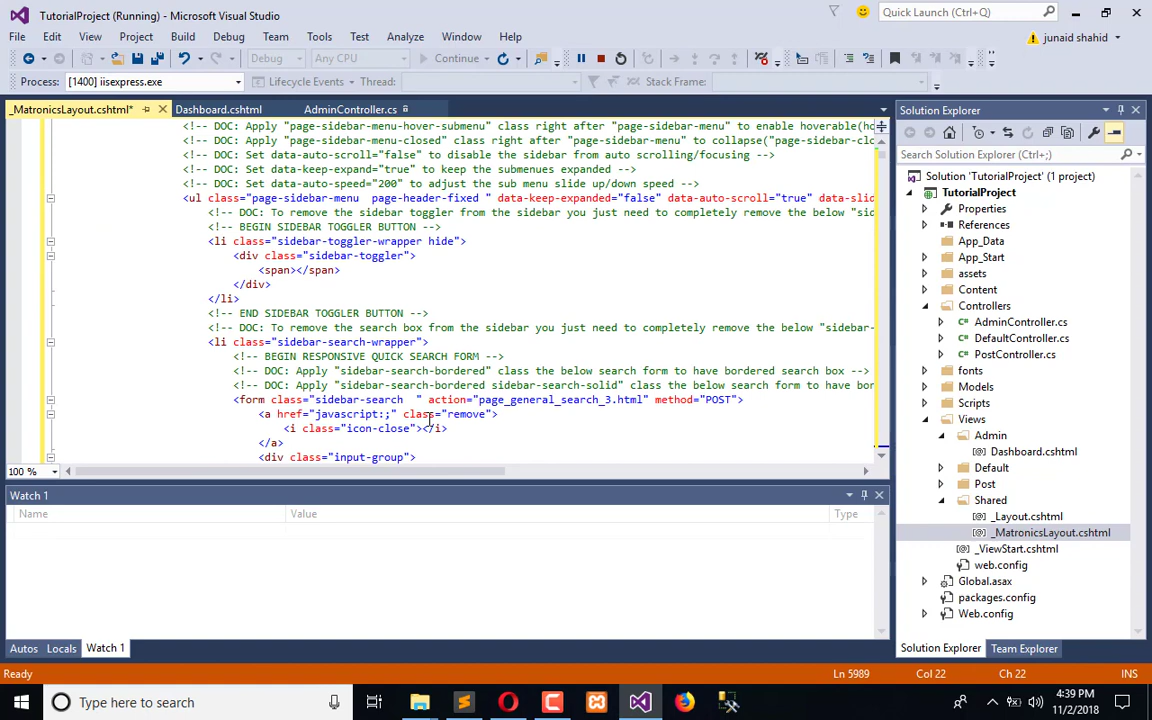 TutorialProject (Running) - Microsoft Visual Studio
Quick Launch (Ctrl+Q)
File Edit View Project Build Debug Team Tools Test Analyze Window Help
junaid shahid
Debug Any CPU Continue
Process: [1400] iisexpress.exe Lifecycle Events Thread: Stack Frame:
_MatronicsLayout.cshtml* Dashboard.cshtml AdminController.cs
<!-- DOC: Apply "page-sidebar-menu-hover-submenu" class right after "page-sidebar-menu" to enable hoverable(ho
<!-- DOC: Apply "page-sidebar-menu-closed" class right after "page-sidebar-menu" to collapse("page-sidebar-clo
<!-- DOC: Set data-auto-scroll="false" to disable the sidebar from auto scrolling/focusing -->
<!-- DOC: Set data-keep-expand="true" to keep the submenues expanded -->
<!-- DOC: Set data-auto-speed="200" to adjust the sub menu slide up/down speed -->
<ul class="page-sidebar-menu  page-header-fixed " data-keep-expanded="false" data-auto-scroll="true" data-slid
<!-- DOC: To remove the sidebar toggler from the sidebar you just need to completely remove the below "sid
<!-- BEGIN SIDEBAR TOGGLER BUTTON -->
<li class="sidebar-toggler-wrapper hide">
<div class="sidebar-toggler">
<span></span>
</div>
</li>
<!-- END SIDEBAR TOGGLER BUTTON -->
<!-- DOC: To remove the search box from the sidebar you just need to completely remove the below "sidebar-
<li class="sidebar-search-wrapper">
<!-- BEGIN RESPONSIVE QUICK SEARCH FORM -->
<!-- DOC: Apply "sidebar-search-bordered" class the below search form to have bordered search box -->
<!-- DOC: Apply "sidebar-search-bordered sidebar-search-solid" class the below search form to have bor
<form class="sidebar-search  " action="page_general_search_3.html" method="POST">
<a href="javascript:;" class="remove">
<i class="icon-close"></i>
</a>
<div class="input-group">
100 %
Watch 1
Name Value Type
Autos Locals Watch 1
Solution Explorer
Search Solution Explorer (Ctrl+;)
Solution 'TutorialProject' (1 project)
TutorialProject
Properties
References
App_Data
App_Start
assets
Content
Controllers
AdminController.cs
DefaultController.cs
PostController.cs
fonts
Models
Scripts
Views
Admin
Dashboard.cshtml
Default
Post
Shared
_Layout.cshtml
_MatronicsLayout.cshtml
_ViewStart.cshtml
web.config
Global.asax
packages.config
Web.config
Solution Explorer Team Explorer
Ready Ln 5989 Col 22 Ch 22 INS
Type here to search
4:39 PM
11/2/2018